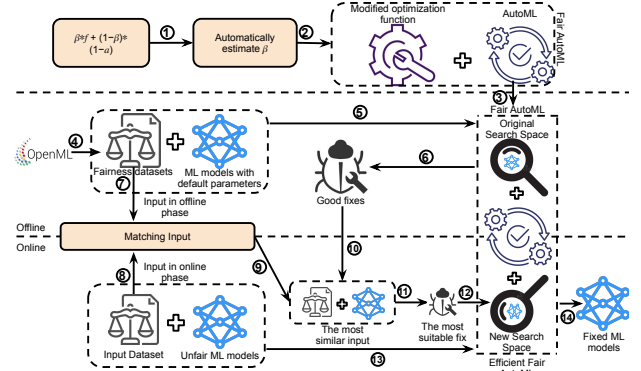 β*f + (1−β)*
(1−a)
①
Automatically
estimate β
②
Modified optimization
function
AutoML
Fair AutoML
③
Fair AutoML
Original
Search Space
④
OpenML
Fairness datasets
ML models with
default parameters
⑤
⑥
Good fixes
⑦
Input in offline
phase
Offline
Online
Matching Input
⑧
Input in online
phase
⑨
⑩
The most
similar input
⑪
The most
suitable fix
⑫
New Search
Space
⑭
Fixed ML
models
Input Dataset
Unfair ML models
⑬
Efficient Fair